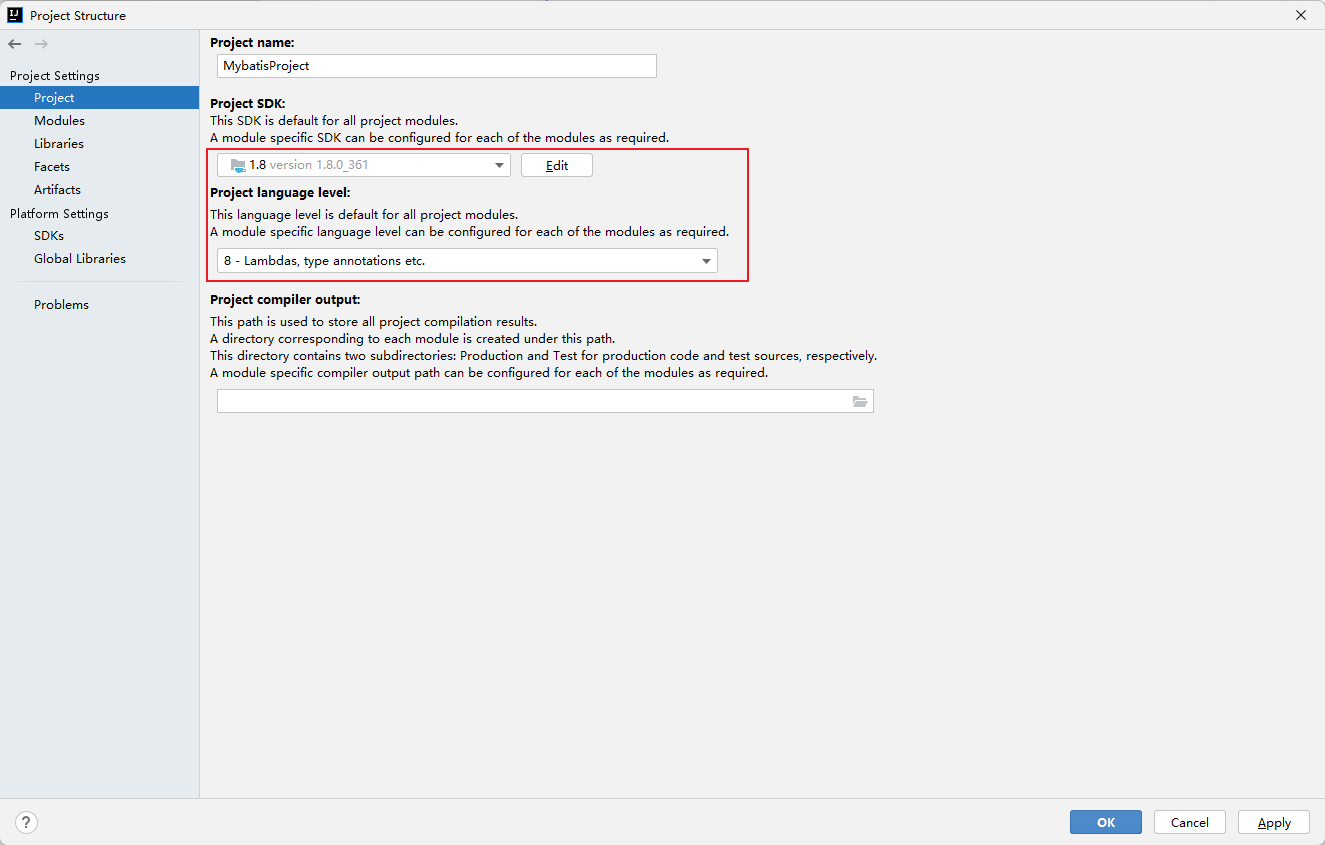 Project Structure
Project Settings
Project
Modules
Libraries
Facets
Artifacts
Platform Settings
SDKs
Global Libraries
Problems
Project name:
MybatisProject
Project SDK:
This SDK is default for all project modules.
A module specific SDK can be configured for each of the modules as required.
1.8 version 1.8.0_361
Edit
Project language level:
This language level is default for all project modules.
A module specific language level can be configured for each of the modules as required.
8 - Lambdas, type annotations etc.
Project compiler output:
This path is used to store all project compilation results.
A directory corresponding to each module is created under this path.
This directory contains two subdirectories: Production and Test for production code and test sources, respectively.
A module specific compiler output path can be configured for each of the modules as required.
?
OK
Cancel
Apply